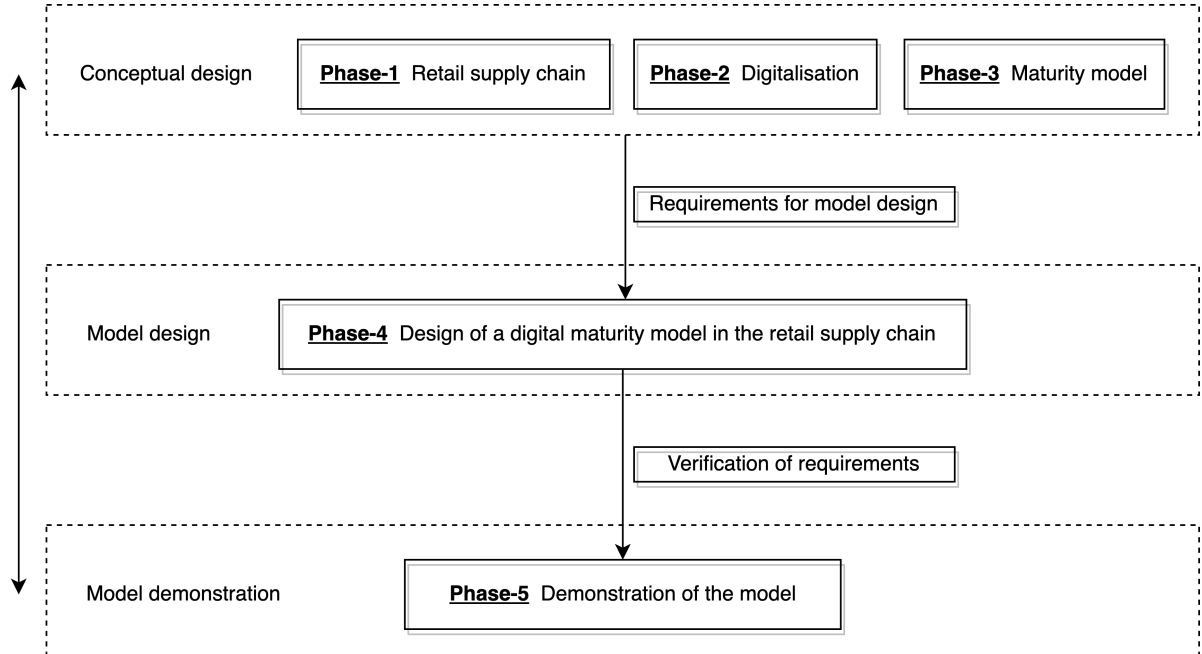 Conceptual design
Phase-1 Retail supply chain
Phase-2 Digitalisation
Phase-3 Maturity model
Requirements for model design
Model design
Phase-4 Design of a digital maturity model in the retail supply chain
Verification of requirements
Model demonstration
Phase-5 Demonstration of the model